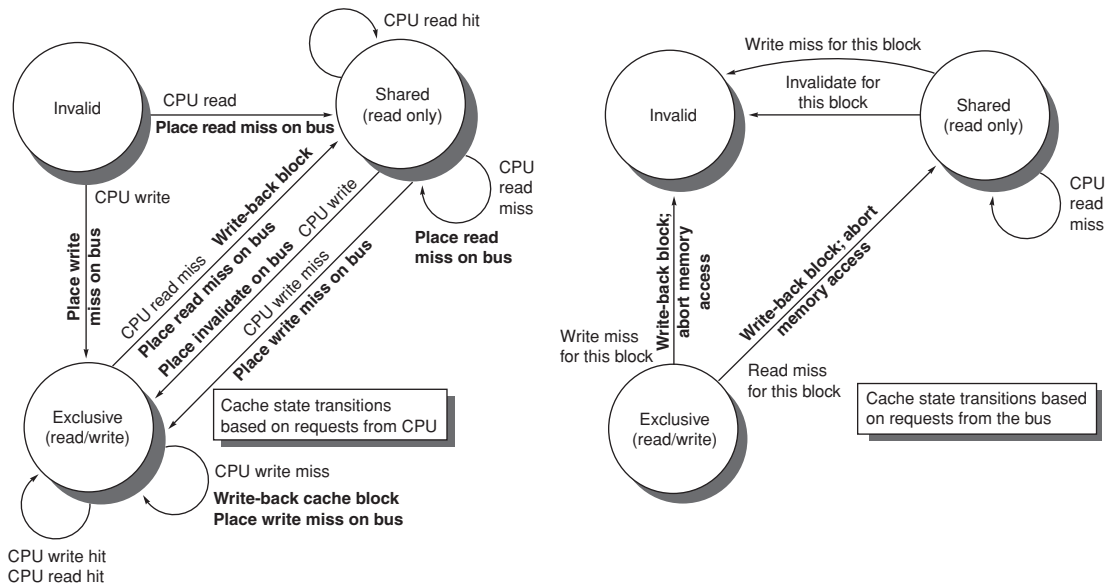 CPU read hit
Invalid
CPU read
Place read miss on bus
Shared
(read only)
CPU write
Place write
miss on bus
CPU read miss Write-back block
Place read miss on bus
Place invalidate on bus CPU write
CPU write miss
Place write miss on bus
CPU
read
miss
Place read
miss on bus
Exclusive
(read/write)
Cache state transitions
based on requests from CPU
CPU write miss
Write-back cache block
Place write miss on bus
CPU write hit
CPU read hit
Write miss for this block
Invalidate for
this block
Invalid
Shared
(read only)
CPU
read
miss
Write-back block;
abort memory
access
Write-back block; abort
memory access
Write miss
for this block
Read miss
for this block
Exclusive
(read/write)
Cache state transitions based
on requests from the bus